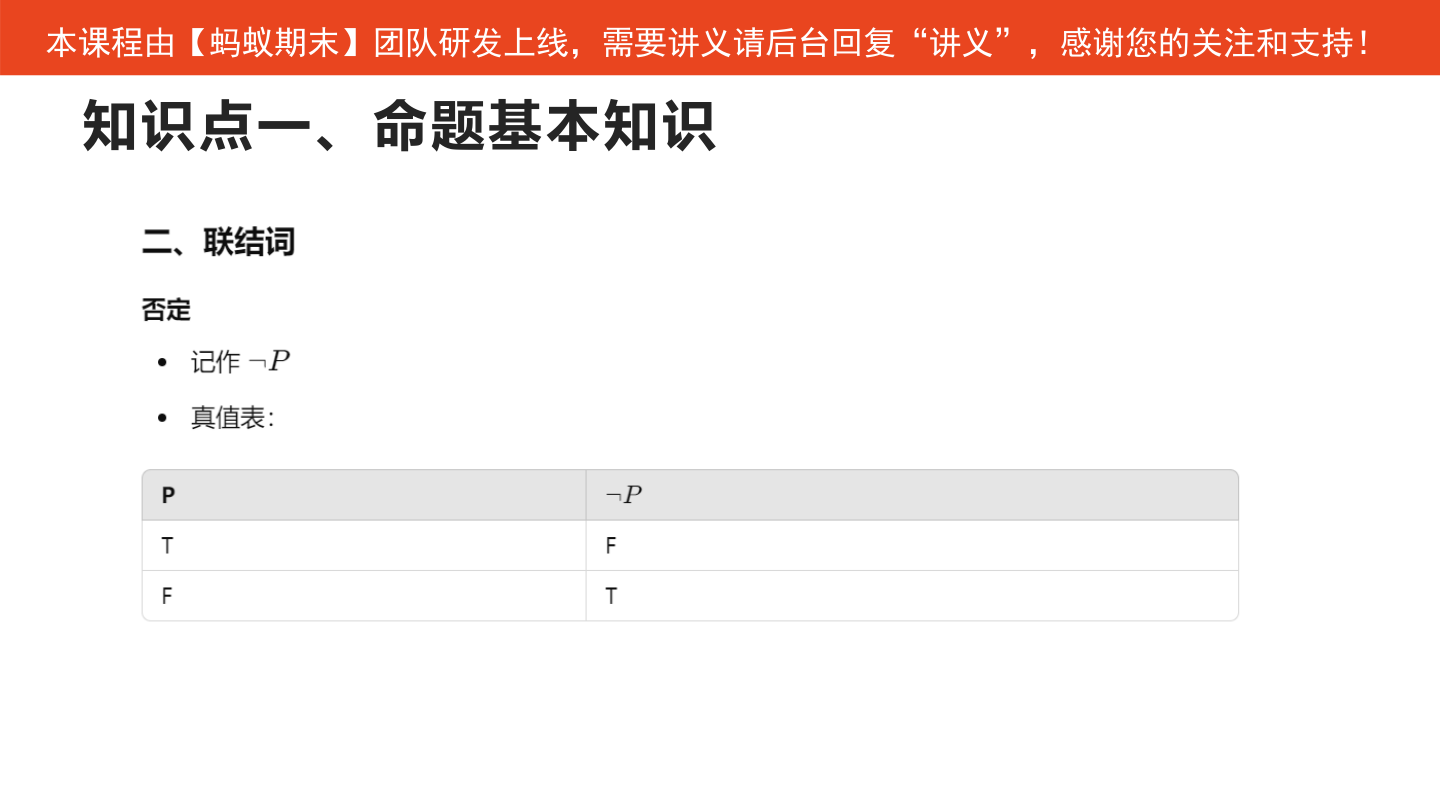 本课程由【蚂蚁期末】团队研发上线，需要讲义请后台回复“讲义”，感谢您的关注和支持！
知识点一、命题基本知识
二、联结词
否定
• 记作 ¬P
• 真值表：
P ¬P
T F
F T